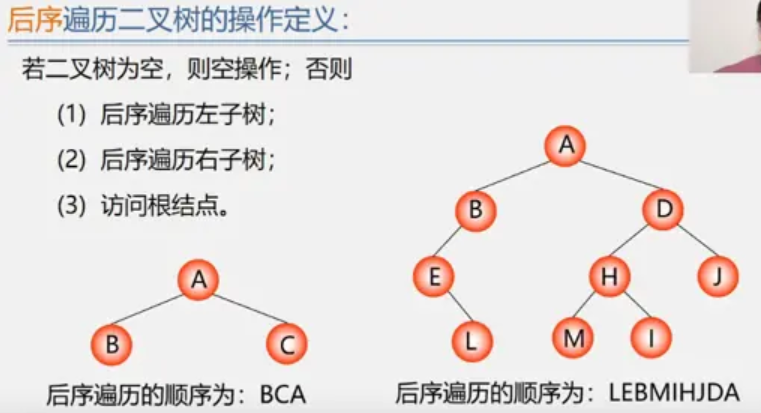 后序遍历二叉树的操作定义：
若二叉树为空，则空操作；否则
(1) 后序遍历左子树；
(2) 后序遍历右子树；
(3) 访问根结点。
A
B
C
后序遍历的顺序为：BCA
A
B
D
E
H
J
L
M
I
后序遍历的顺序为：LEBMIHJDA